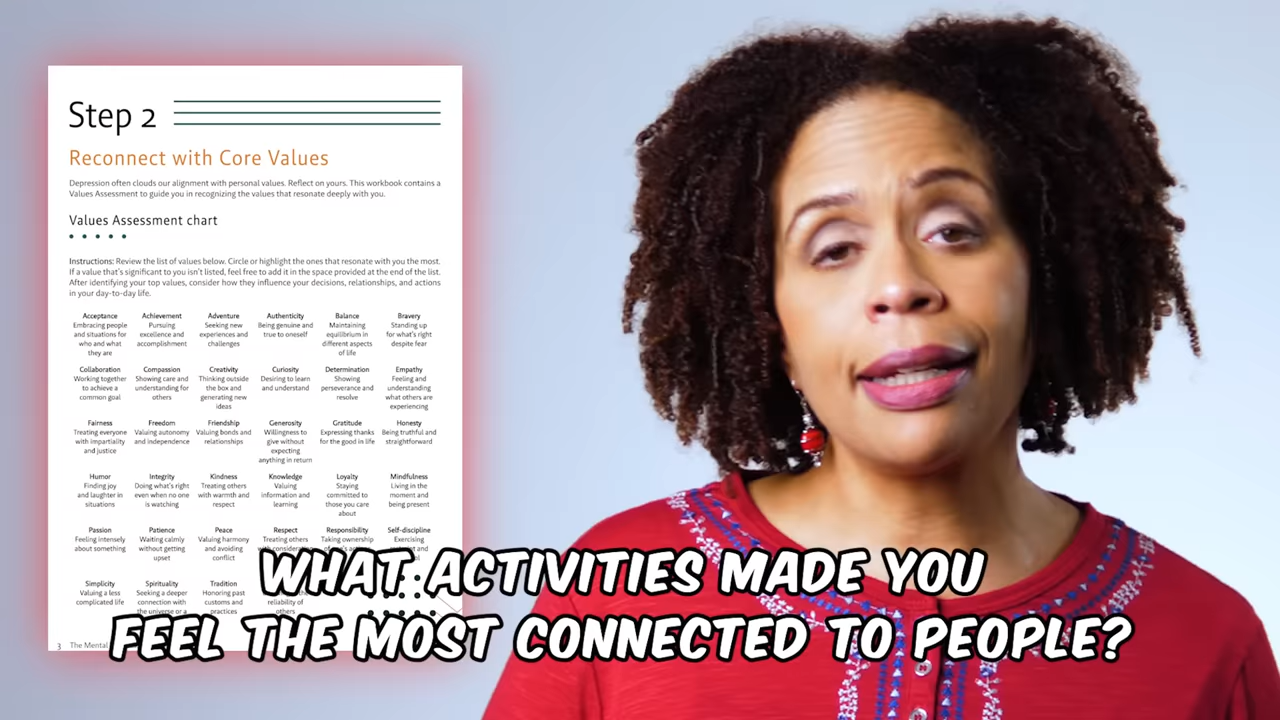 Step 2
Reconnect with Core Values
Depression often clouds our alignment with personal values. Reflect on yours. This workbook contains a
Values Assessment to guide you in recognizing the values that resonate deeply with you.
Values Assessment chart
Instructions: Review the list of values below. Circle or highlight the ones that resonate with you the most.
If a value that's significant to you isn't listed, feel free to add it in the space provided at the end of the list.
After identifying your top values, consider how they influence your decisions, relationships, and actions
in your day-to-day life.
Acceptance
Embracing people
and situations for
who and what
they are
Achievement
Pursuing
excellence and
accomplishment
Adventure
Seeking new
experiences and
challenges
Authenticity
Being genuine and
true to oneself
Balance
Maintaining
equilibrium in
different aspects
of life
Bravery
Standing up
for what's right
despite fear
Collaboration
Working together
to achieve a
common goal
Compassion
Showing care and
understanding for
others
Creativity
Thinking outside
the box and
generating new
ideas
Curiosity
Desiring to learn
and understand
Determination
Showing
perseverance and
resolve
Empathy
Feeling and
understanding
what others are
experiencing
Fairness
Treating everyone
with impartiality
and justice
Freedom
Valuing autonomy
and independence
Friendship
Valuing bonds and
relationships
Generosity
Willingness to
give without
expecting
anything in return
Gratitude
Expressing thanks
for the good in life
Honesty
Being truthful and
straightforward
Humor
Finding joy
and laughter in
situations
Integrity
Doing what's right
even when no one
is watching
Kindness
Treating others
with warmth and
respect
Knowledge
Valuing
information and
learning
Loyalty
Staying
committed to
those you care
about
Mindfulness
Living in the
moment and
being present
Passion
Feeling intensely
about something
Patience
Waiting calmly
without getting
upset
Peace
Valuing harmony
and avoiding
conflict
Respect
Treating others
Responsibility
Taking ownership
Self-discipline
Exercising
and
Simplicity
Valuing a less
complicated life
Spirituality
Seeking a deeper
connection with
the universe or a
Tradition
Honoring past
customs and
practices
reliability of
others
3 The Mental
WHAT ACTIVITIES MADE YOU
FEEL THE MOST CONNECTED TO PEOPLE?